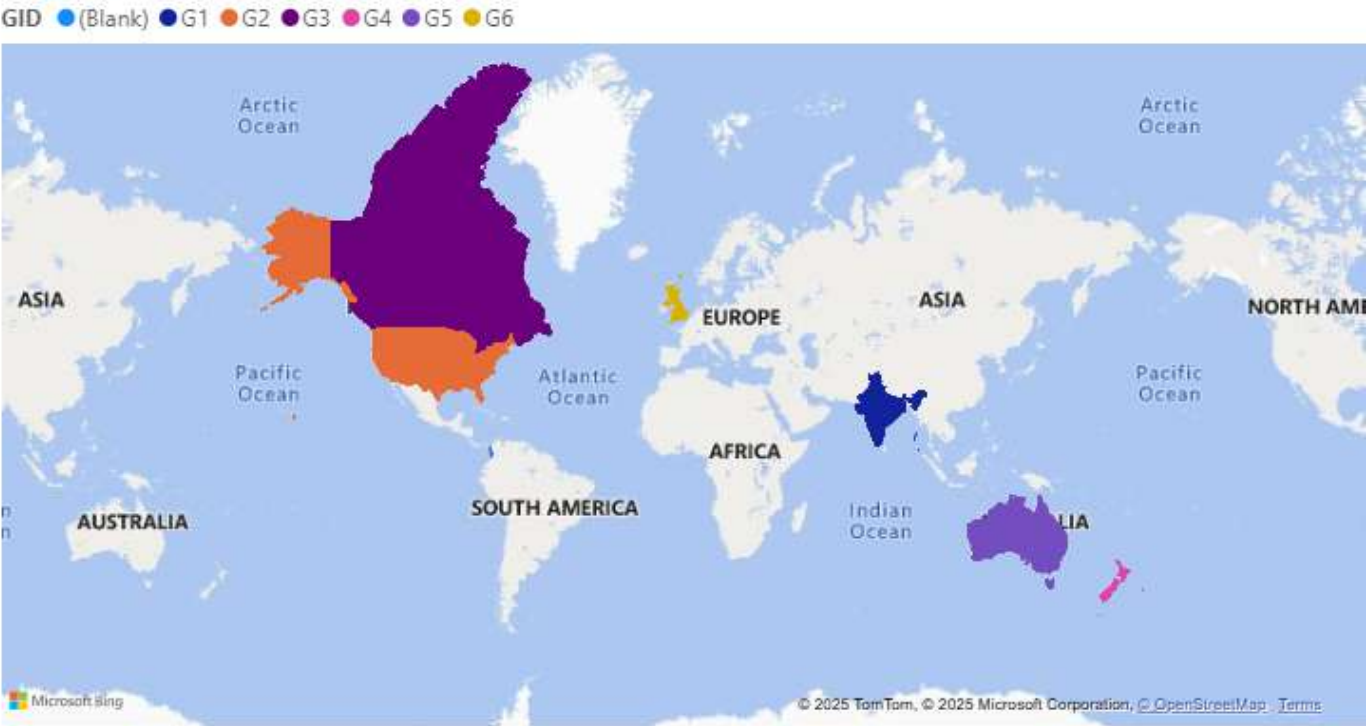 GID (Blank) G1 G2 G3 G4 G5 G6
Arctic
Ocean
Arctic
Ocean
ASIA
EUROPE
ASIA
NORTH AME
Pacific
Ocean
Atlantic
Ocean
Pacific
Ocean
AFRICA
SOUTH AMERICA
n
n
AUSTRALIA
Indian
Ocean
LIA
Microsoft Bing
© 2025 TomTom, © 2025 Microsoft Corporation, © OpenStreetMap Terms